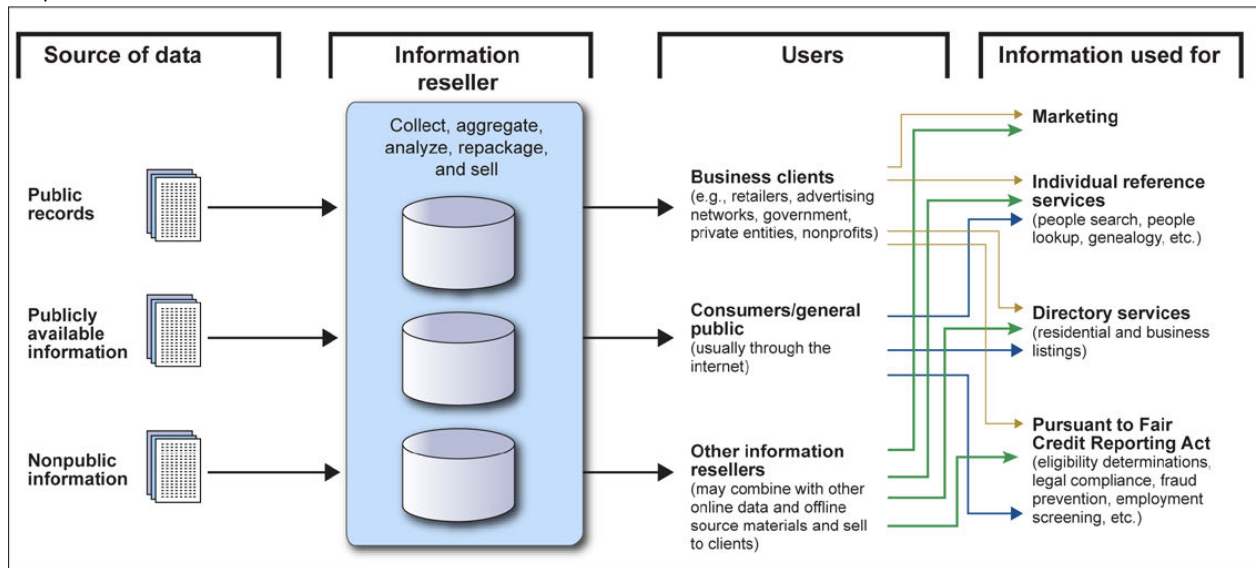 Source of data
Information
reseller
Users
Information used for
Collect, aggregate,
analyze, repackage,
and sell
Public
records
Publicly
available
information
Nonpublic
information
Business clients
(e.g., retailers, advertising
networks, government,
private entities, nonprofits)
Consumers/general
public
(usually through the
internet)
Other information
resellers
(may combine with other
online data and offline
source materials and sell
to clients)
Marketing
Individual reference
services
(people search, people
lookup, genealogy, etc.)
Directory services
(residential and business
listings)
Pursuant to Fair
Credit Reporting Act
(eligibility determinations,
legal compliance, fraud
prevention, employment
screening, etc.)